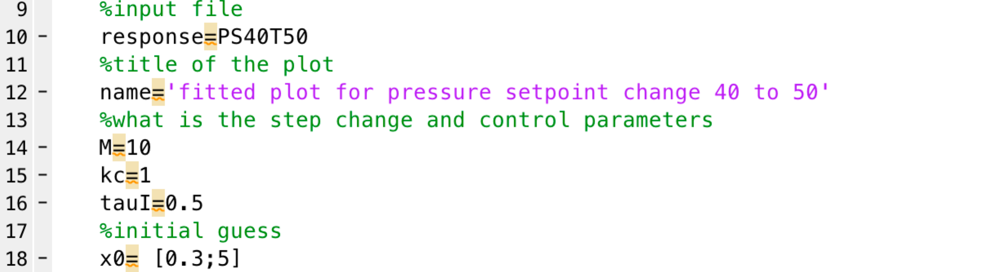 9 %input file
10 - response=PS40T50
11 %title of the plot
12 - name='fitted plot for pressure setpoint change 40 to 50'
13 %what is the step change and control parameters
14 - M=10
15 - kc=1
16 - tauI=0.5
17 %initial guess
18 - x0= [0.3;5]